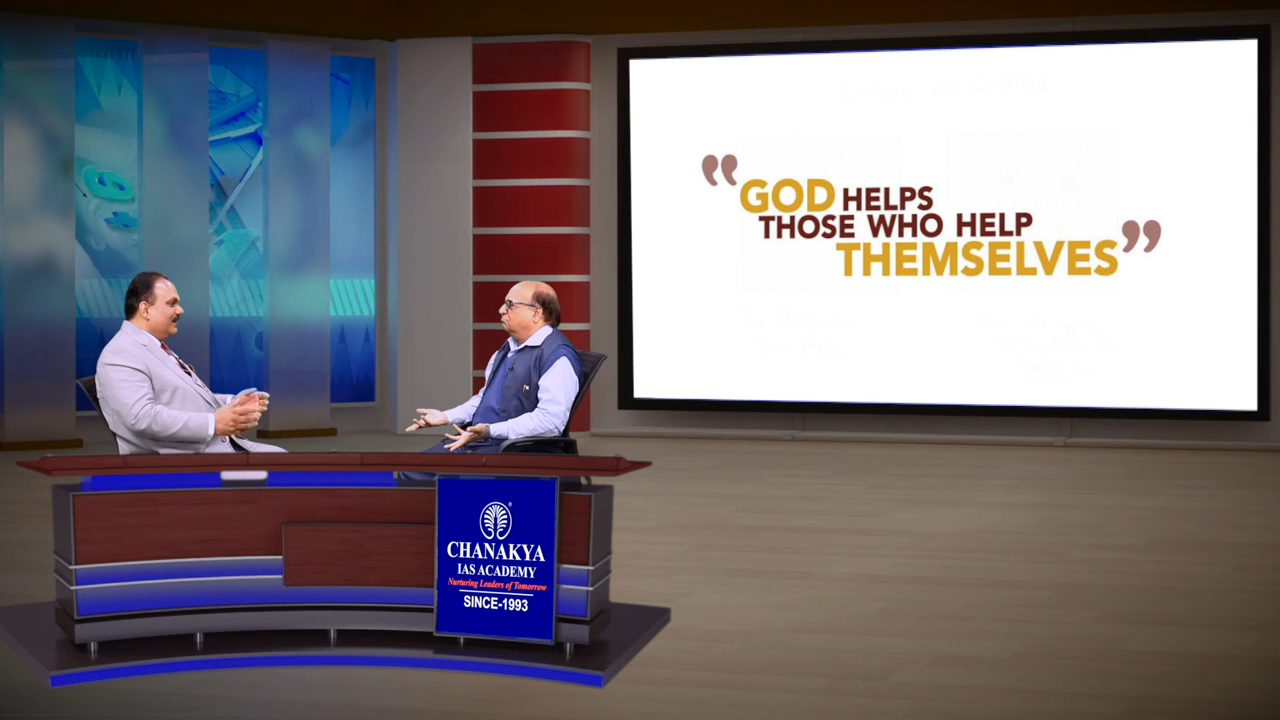 “GOD HELPS
THOSE WHO HELP
THEMSELVES”
CHANAKYA
IAS ACADEMY
Nurturing Leaders of Tomorrow
SINCE-1993